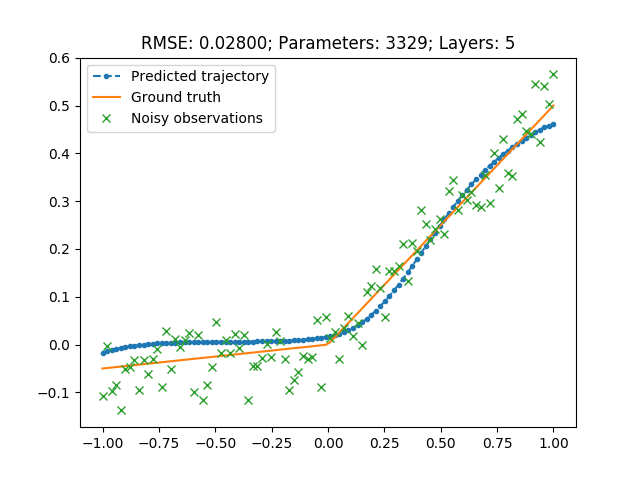 RMSE: 0.02800; Parameters: 3329; Layers: 5
Predicted trajectory
Ground truth
Noisy observations
0.6
0.5
0.4
0.3
0.2
0.1
0.0
−0.1
−1.00 −0.75 −0.50 −0.25 0.00 0.25 0.50 0.75 1.00